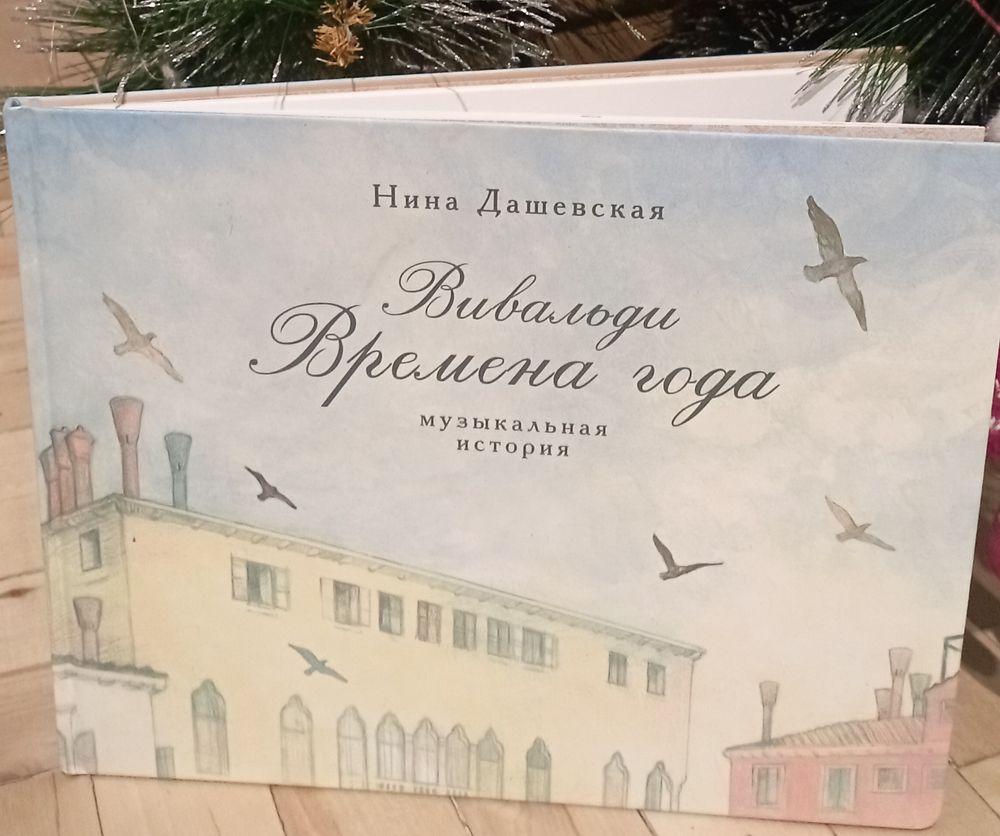 Нина Дашевская
Вивальди
Времена года
музыкальная
история